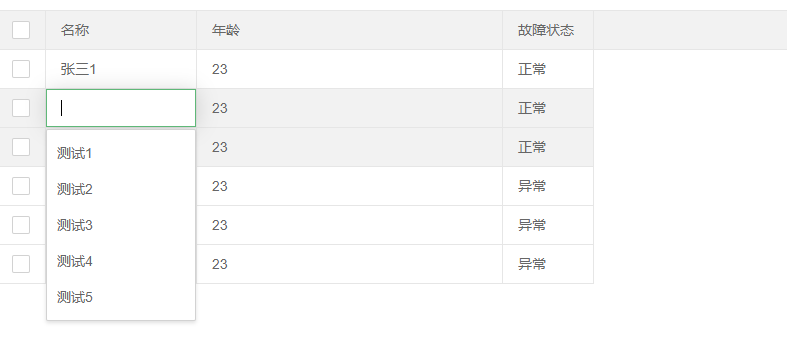 名称 年龄 故障状态
张三1 23 正常
23 正常
23 正常
测试1
测试2 23 异常
测试3 23 异常
测试4 23 异常
测试5